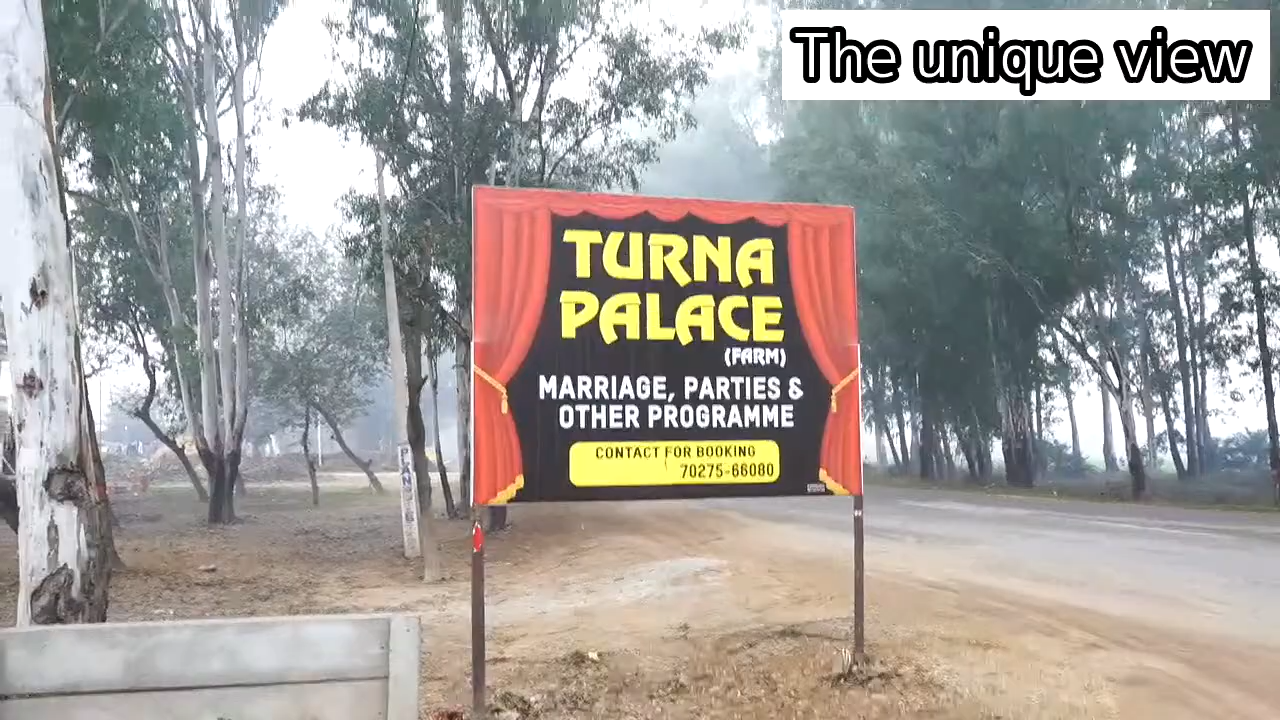 The unique view
TURNA
PALACE
(FARM)
MARRIAGE, PARTIES &
OTHER PROGRAMME
CONTACT FOR BOOKING
70275-66080